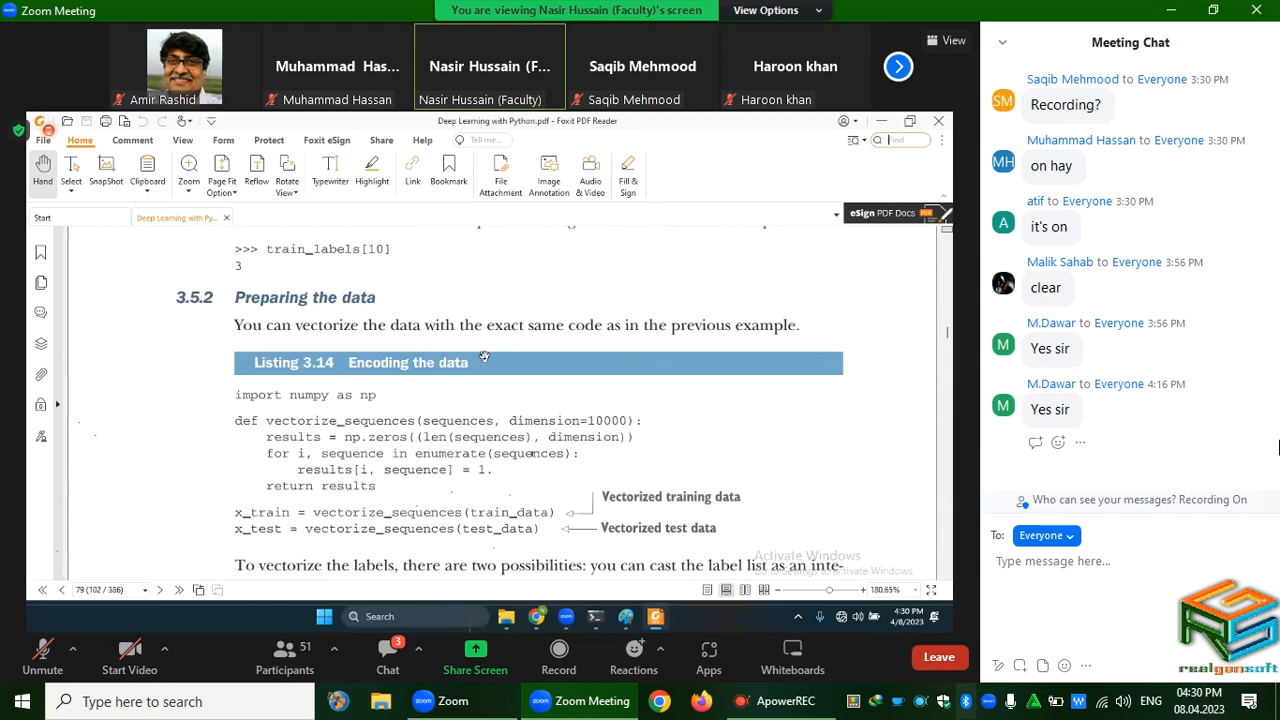 Zoom Meeting
You are viewing Nasir Hussain (Faculty)'s screen
View Options
View
Muhammad Has...
Nasir Hussain (F...
Saqib Mehmood
Haroon khan
Amir Rashid
Muhammad Hassan
Nasir Hussain (Faculty)
Saqib Mehmood
Haroon khan
Deep Learning with Python.pdf - Foxit PDF Reader
File Home Comment View Form Protect Foxit eSign Share Help Tell me... Find
Hand Select SnapShot Clipboard Zoom Page Fit Option Reflow Rotate View Typewriter Highlight Link Bookmark File Attachment Image Annotation Audio & Video Fill & Sign
Start
Deep Learning with Py...
eSign PDF Docs
>>> train_labels[10]
3
3.5.2 Preparing the data
You can vectorize the data with the exact same code as in the previous example.
Listing 3.14 Encoding the data
import numpy as np
def vectorize_sequences(sequences, dimension=10000):
results = np.zeros((len(sequences), dimension))
for i, sequence in enumerate(sequences):
results[i, sequence] = 1.
return results
Vectorized training data
x_train = vectorize_sequences(train_data)
x_test = vectorize_sequences(test_data)
Vectorized test data
Activate Windows
Go to Settings to activate Windows.
To vectorize the labels, there are two possibilities: you can cast the label list as an inte-
79 (102 / 386)
180.65%
Search
4:30 PM
4/8/2023
Unmute
Start Video
51
Participants
3
Chat
Share Screen
Record
Reactions
Apps
Whiteboards
Leave
Meeting Chat
Saqib Mehmood to Everyone 3:30 PM
SM
Recording?
Muhammad Hassan to Everyone 3:30 PM
MH
on hay
atif to Everyone 3:30 PM
A
it's on
Malik Sahab to Everyone 3:56 PM
clear
M.Dawar to Everyone 3:56 PM
M
Yes sir
M.Dawar to Everyone 4:16 PM
M
Yes sir
Who can see your messages? Recording On
To: Everyone
Type message here...
realgensoft
Type here to search
Zoom
Zoom Meeting
ApowerREC
ENG
04:30 PM
08.04.2023